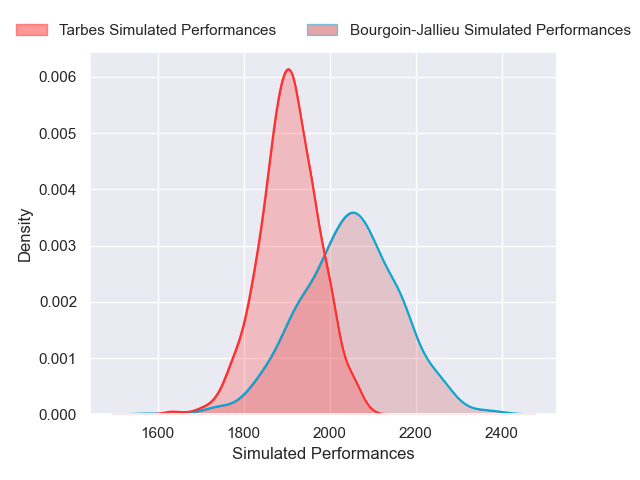 Tarbes Simulated Performances
Bourgoin-Jallieu Simulated Performances
0.006
0.005
0.004
0.003
0.002
0.001
0.000
Density
1600 1800 2000 2200 2400
Simulated Performances